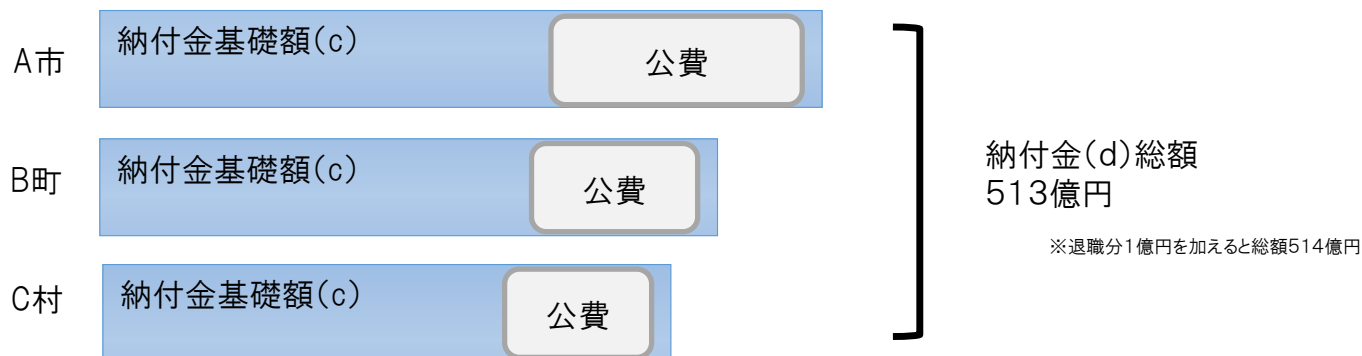 A市
納付金基礎額(c)
公費
B町
納付金基礎額(c)
公費
C村
納付金基礎額(c)
公費
納付金(d)総額
513億円
※退職分1億円を加えると総額514億円